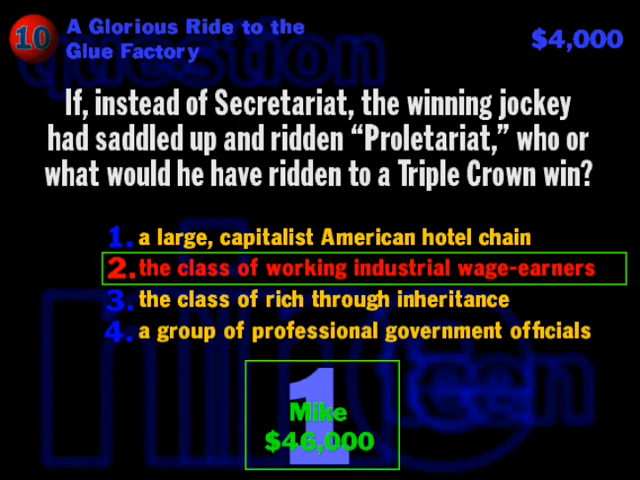 10
A Glorious Ride to the
Glue Factory
$4,000
question
If, instead of Secretariat, the winning jockey
had saddled up and ridden “Proletariat,” who or
what would he have ridden to a Triple Crown win?
1. a large, capitalist American hotel chain
2. the class of working industrial wage-earners
3. the class of rich through inheritance
4. a group of professional government officials
1
Mike
$46,000